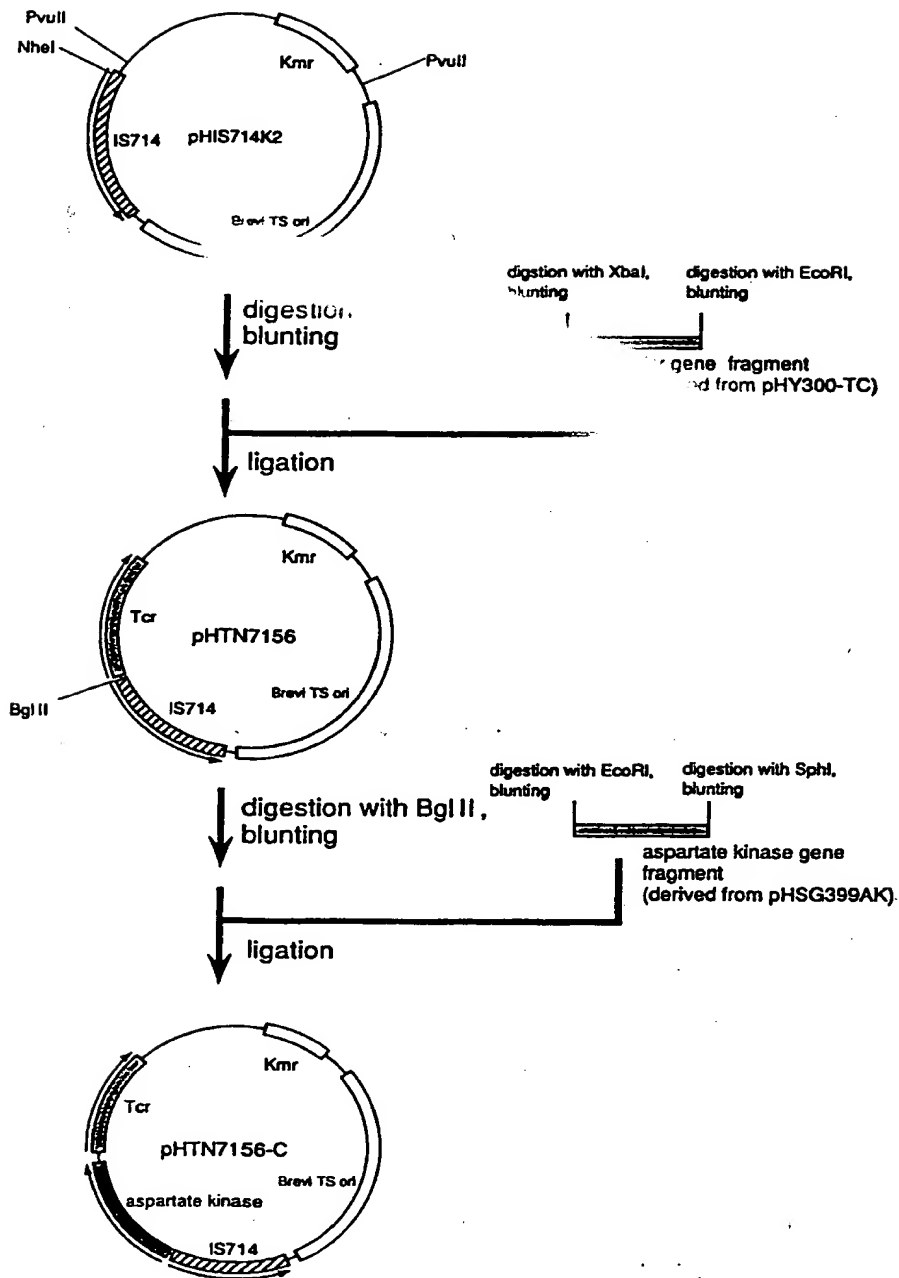 PvuII
NheI
Kmr
PvuII
IS714
pHIS714K2
Brevi TS ori
digstion with XbaI,
blunting
digestion with EcoRI,
blunting
digestion
blunting
gene fragment
from pHY300-TC)
ligation
Kmr
Tcr
pHTN7156
Brevi TS ori
BglII
IS714
digestion with EcoRI,
blunting
digestion with SphI,
blunting
digestion with BglII,
blunting
aspartate kinase gene
fragment
(derived from pHSG399AK)
ligation
Kmr
Tcr
pHTN7156-C
Brevi TS ori
aspartate kinase
IS714